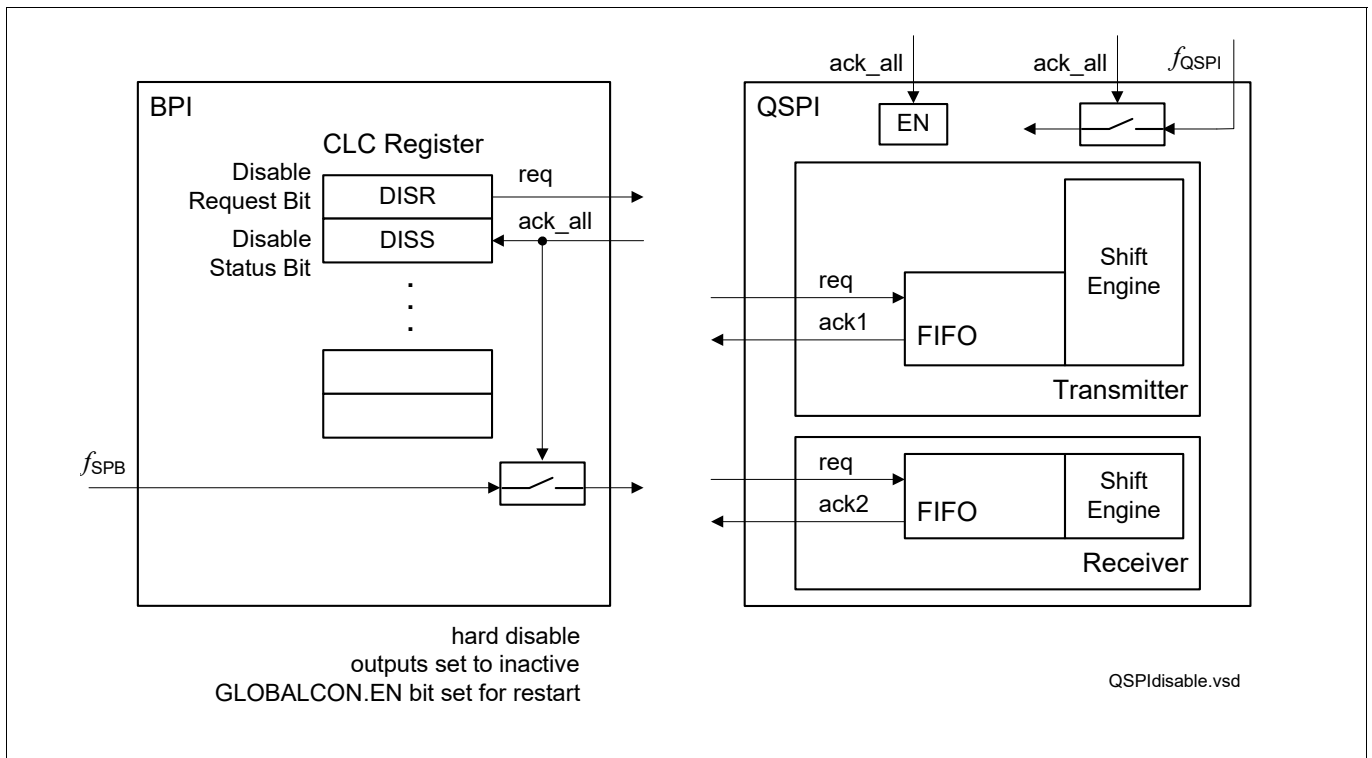 BPI
CLC Register
Disable
Request Bit
DISR
req
Disable
Status Bit
DISS
ack_all
.
.
.
fSPB
hard disable
outputs set to inactive
GLOBALCON.EN bit set for restart
ack_all
ack_all
fQSPI
QSPI
EN
req
ack1
FIFO
Shift
Engine
Transmitter
req
ack2
FIFO
Shift
Engine
Receiver
QSPIdisable.vsd